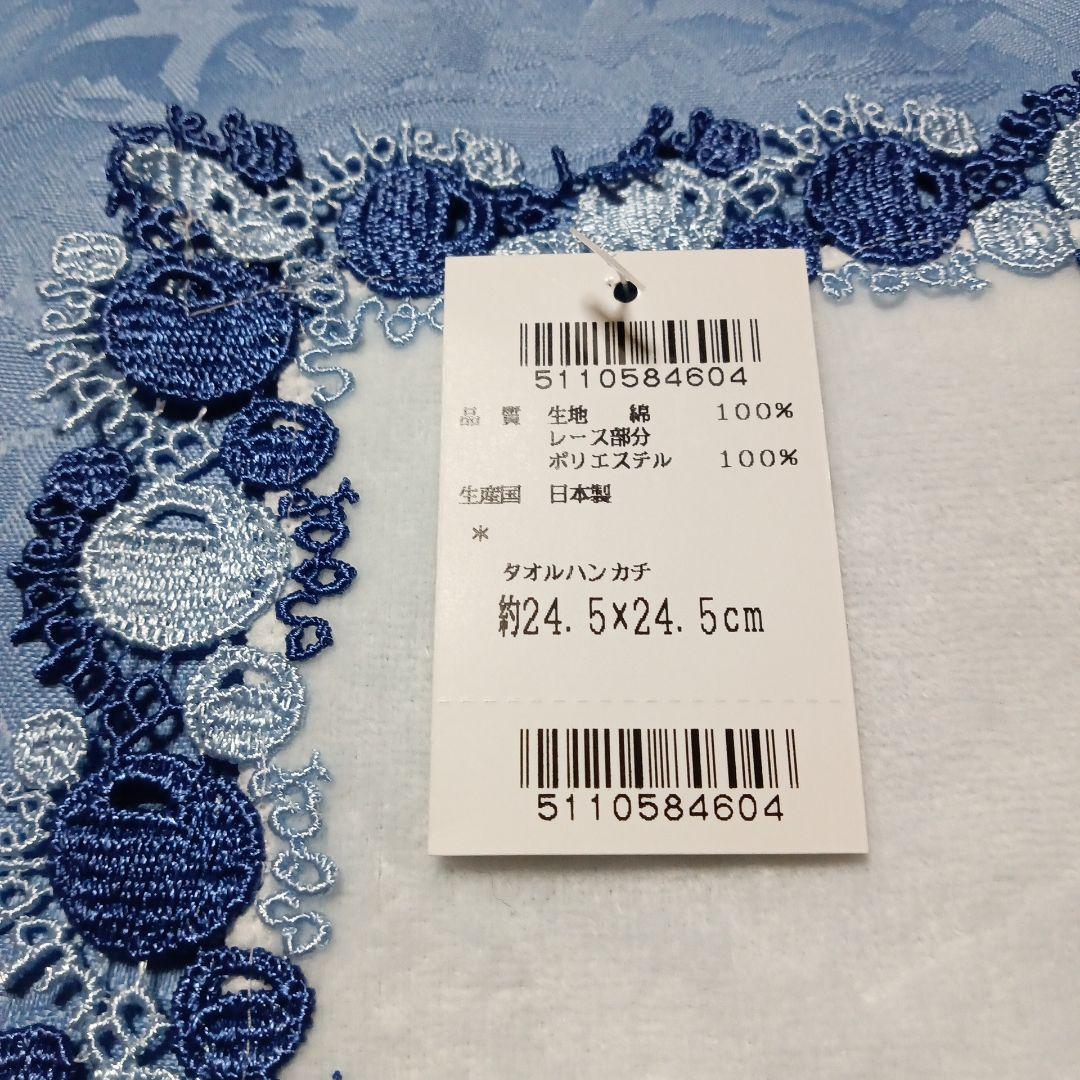 Bubbles
Bubbles
5110584604
品 質 生地 綿 100%
レース部分
ポリエステル 100%
生産国 日本製
*
タオルハンカチ
約24.5×24.5cm
5110584604